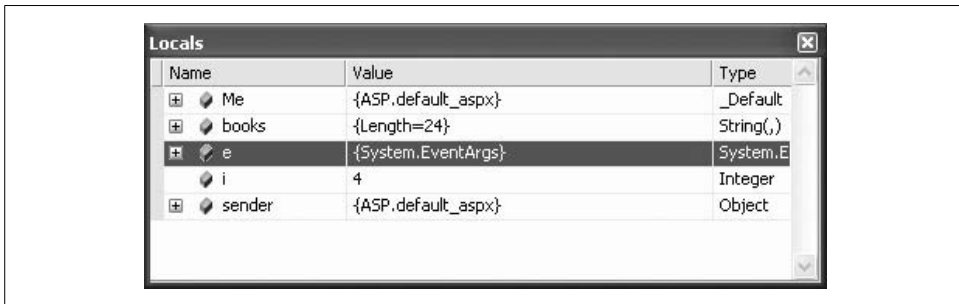 Locals
Name Value Type
Me {ASP.default_aspx} _Default
books {Length=24} String(,)
e {System.EventArgs} System.E
i 4 Integer
sender {ASP.default_aspx} Object